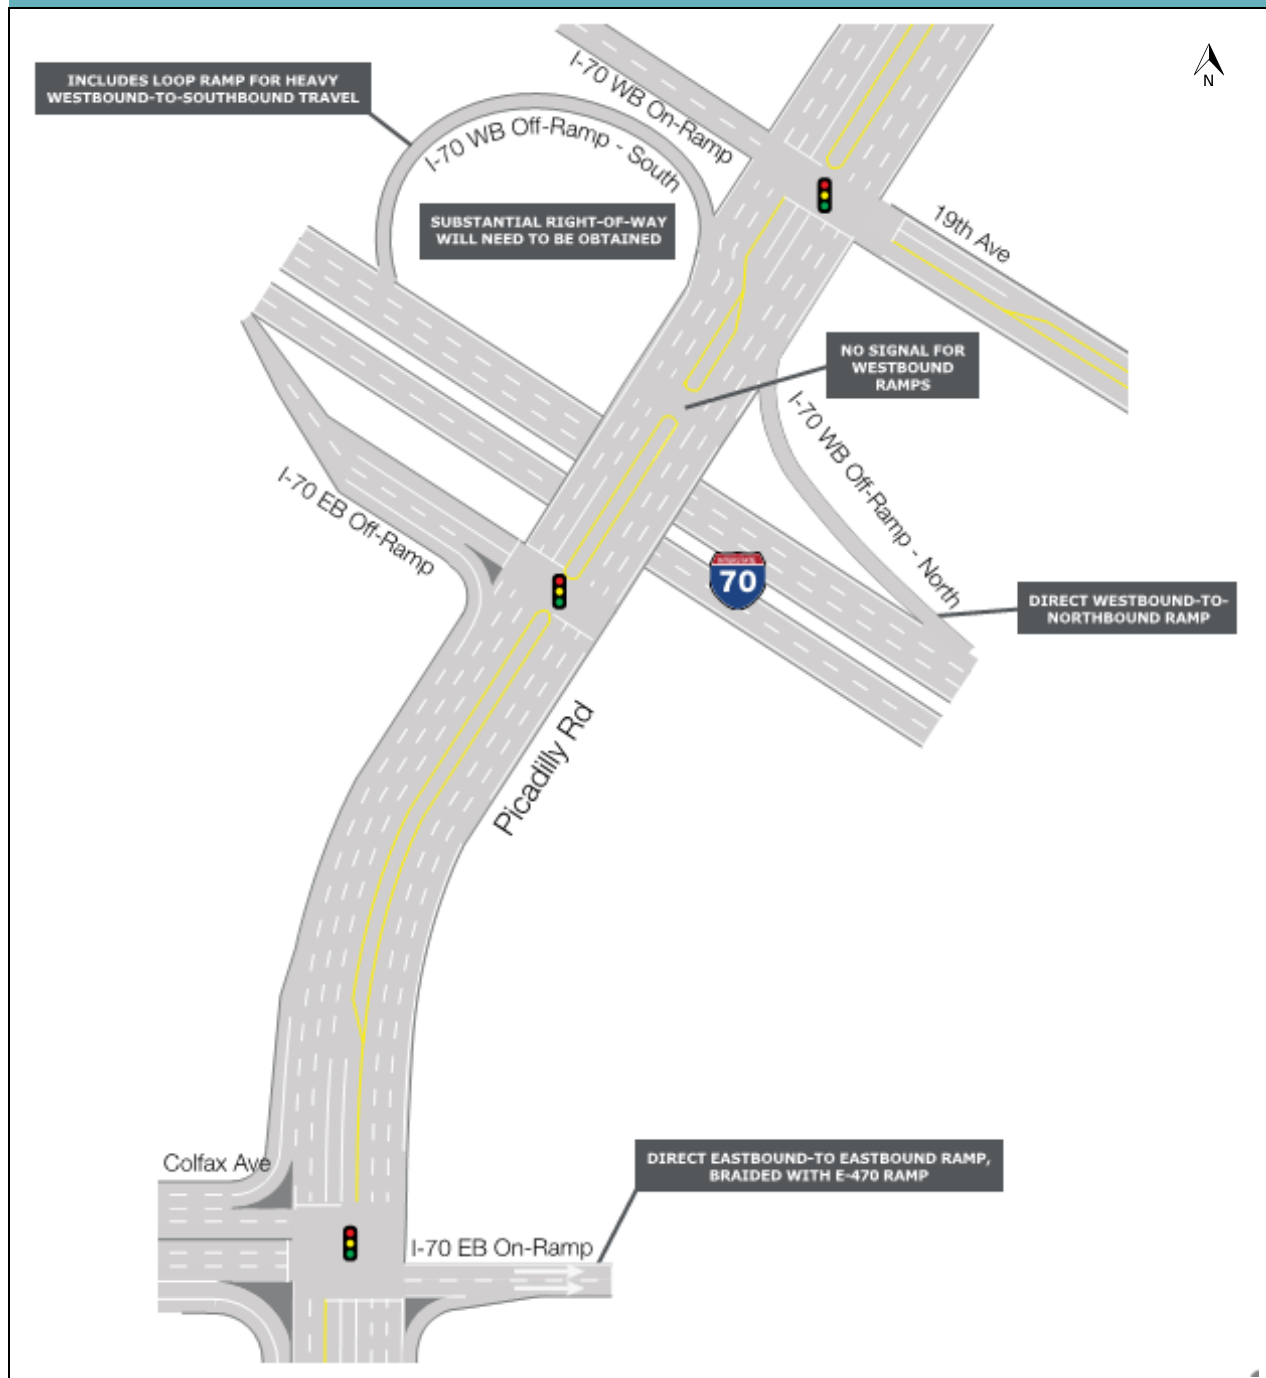 N
INCLUDES LOOP RAMP FOR HEAVY
WESTBOUND-TO-SOUTHBOUND TRAVEL
I-70 WB On-Ramp
I-70 WB Off-Ramp - South
SUBSTANTIAL RIGHT-OF-WAY
WILL NEED TO BE OBTAINED
19th Ave
NO SIGNAL FOR
WESTBOUND
RAMPS
I-70 WB Off-Ramp - North
I-70 EB Off-Ramp
INTERSTATE
70
DIRECT WESTBOUND-TO-
NORTHBOUND RAMP
Picadilly Rd
Colfax Ave
DIRECT EASTBOUND-TO EASTBOUND RAMP,
BRAIDED WITH E-470 RAMP
I-70 EB On-Ramp